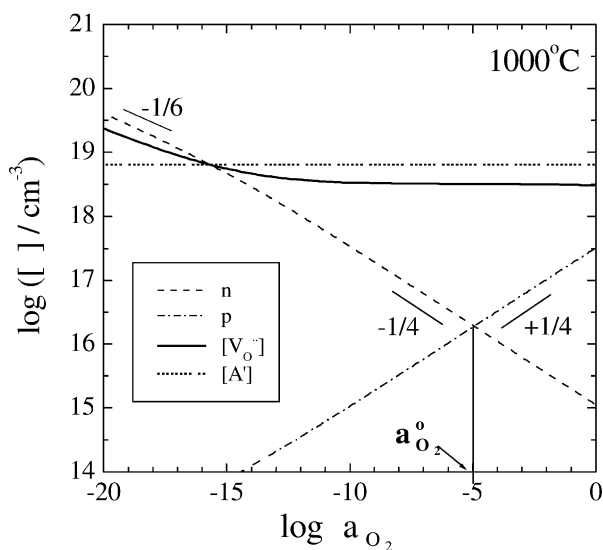 21
20
19
18
17
16
15
14
log ([ ] / cm⁻³)
1000°C
-1/6
n
p
[V_O¨]
[A']
-1/4
+1/4
a°_O₂
-20
-15
-10
-5
0
log a_O₂